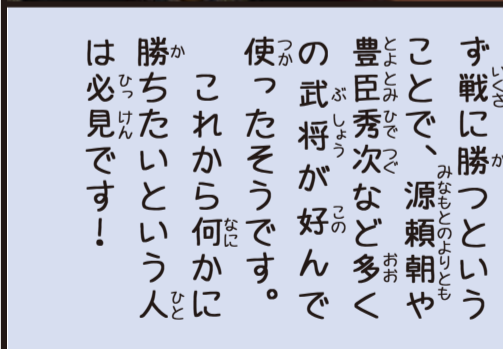 ず戦に勝つという
ことで、源頼朝や
豊臣秀次など多く
の武将が好んで
使ったそうです。
これから何かに
勝ちたいという人
は必見です！